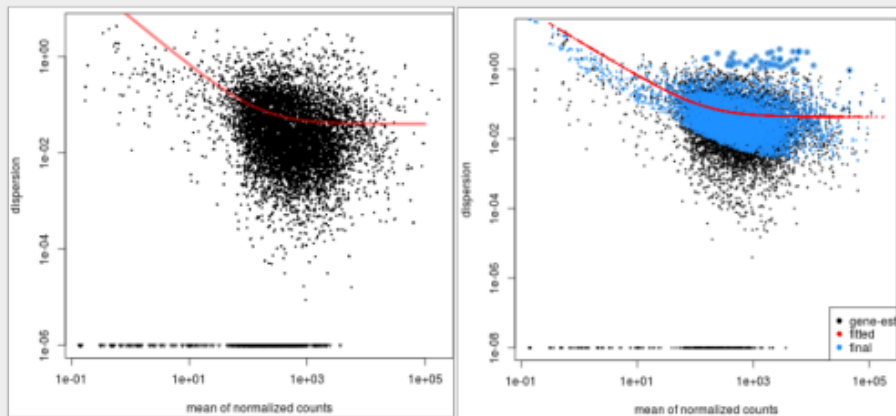 1e+00
1e-02
1e-04
1e-06
dispersion
1e-01
1e+01
1e+03
1e+05
mean of normalized counts
1e+00
1e-02
1e-04
1e-06
1e-08
dispersion
gene-est
fitted
final
1e-01
1e+01
1e+03
1e+05
mean of normalized counts